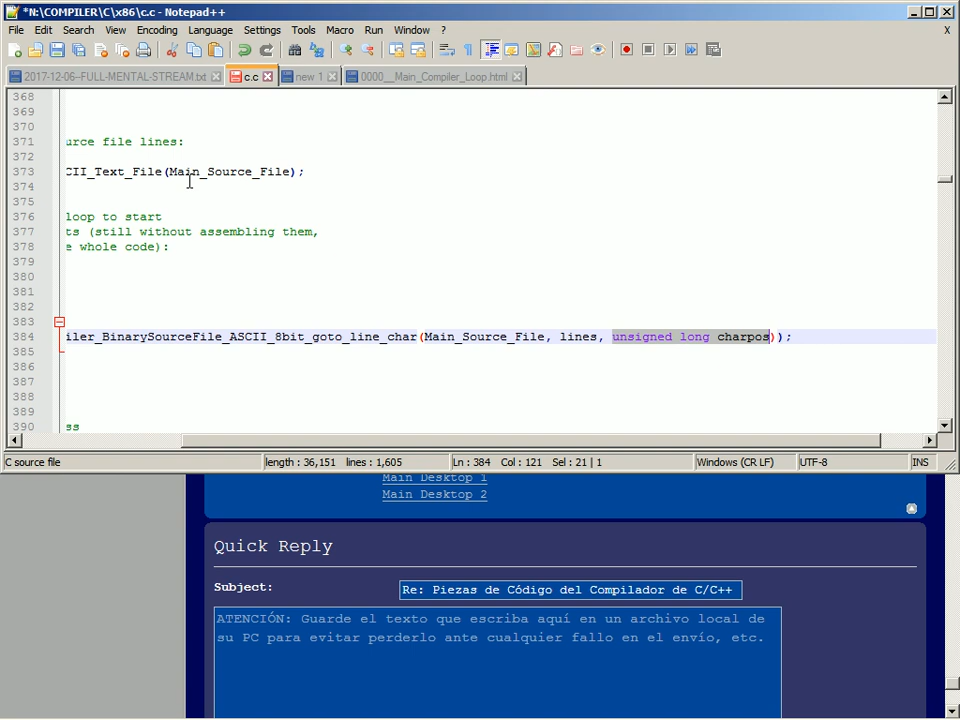 *N:\COMPILER\C\x86\c.c - Notepad++
File Edit Search View Encoding Language Settings Tools Macro Run Window ? X
2017-12-06--FULL-MENTAL-STREAM.txt c.c new 1 0000__Main_Compiler_Loop.html
368
369
370
371 urce file lines:
372
373 CII_Text_File(Main_Source_File);
374
375
376 loop to start
377 ts (still without assembling them,
378 e whole code):
379
380
381
382
383
384 iler_BinarySourceFile_ASCII_8bit_goto_line_char(Main_Source_File, lines, unsigned long charpos));
385
386
387
388
389
390 ss
C source file length : 36,151 lines : 1,605 Ln : 384 Col : 121 Sel : 21 | 1 Windows (CR LF) UTF-8 INS
Main Desktop 1
Main Desktop 2
Quick Reply
Subject: Re: Piezas de Código del Compilador de C/C++
ATENCIÓN: Guarde el texto que escriba aquí en un archivo local de
su PC para evitar perderlo ante cualquier fallo en el envío, etc.